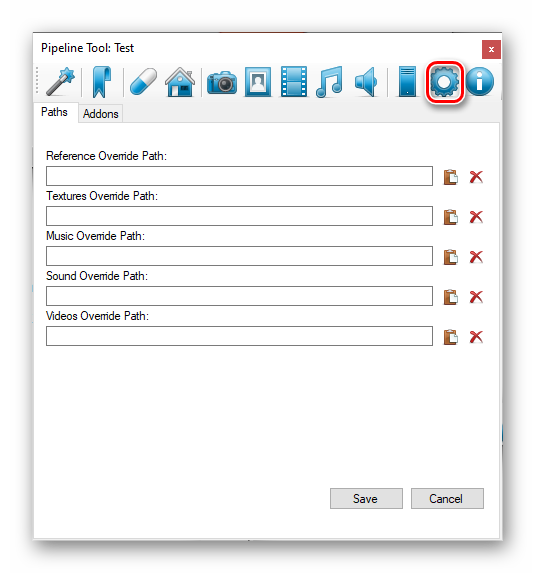 Pipeline Tool: Test
x
Paths
Addons
Reference Override Path:
Textures Override Path:
Music Override Path:
Sound Override Path:
Videos Override Path:
Save
Cancel